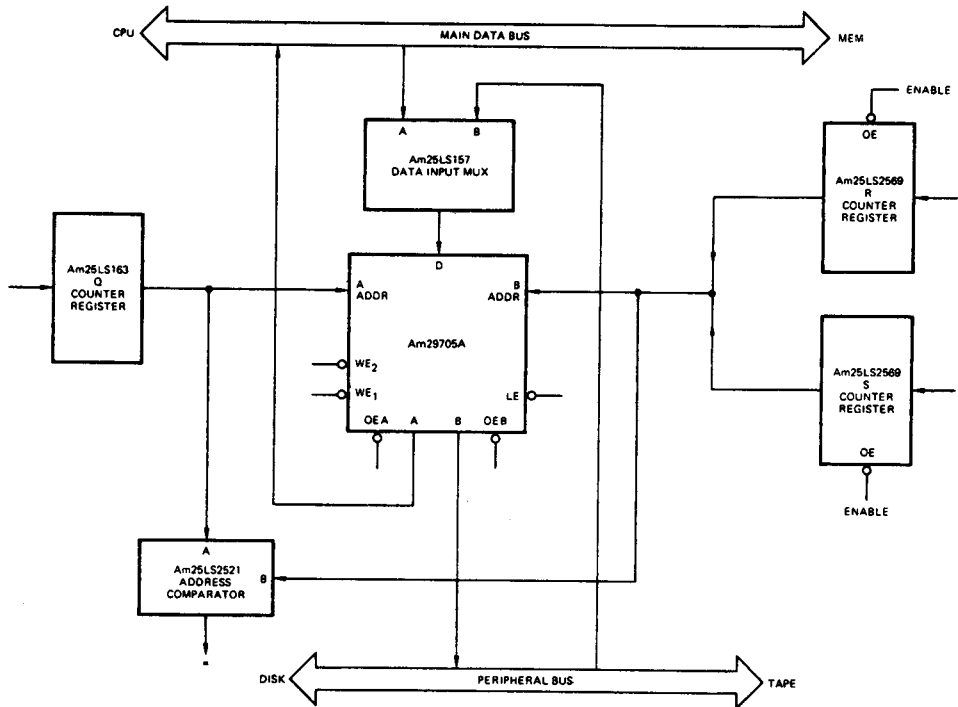 CPU
MAIN DATA BUS
MEM
ENABLE
A
B
Am25LS157
DATA INPUT MUX
OE
Am25LS2569
R
COUNTER
REGISTER
Am25LS163
Q
COUNTER
REGISTER
D
A
ADDR
B
ADDR
Am29705A
WE2
WE1
LE
OEA
A
B
OEB
Am25LS2569
S
COUNTER
REGISTER
OE
ENABLE
A
Am25LS2521
ADDRESS
COMPARATOR
B
=
DISK
PERIPHERAL BUS
TAPE